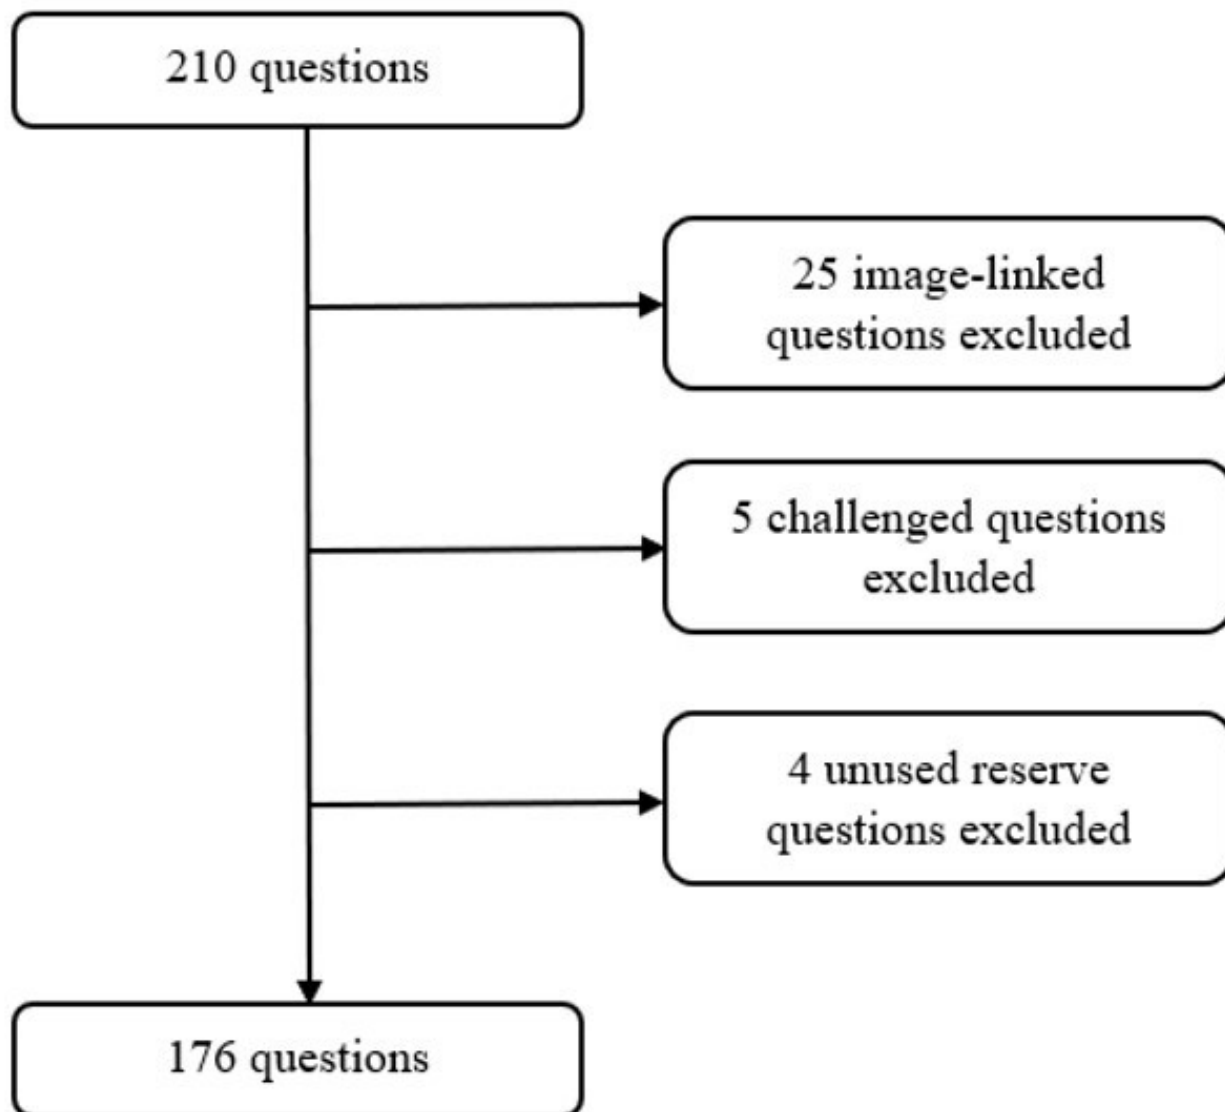 210 questions
25 image-linked
questions excluded
5 challenged questions
excluded
4 unused reserve
questions excluded
176 questions